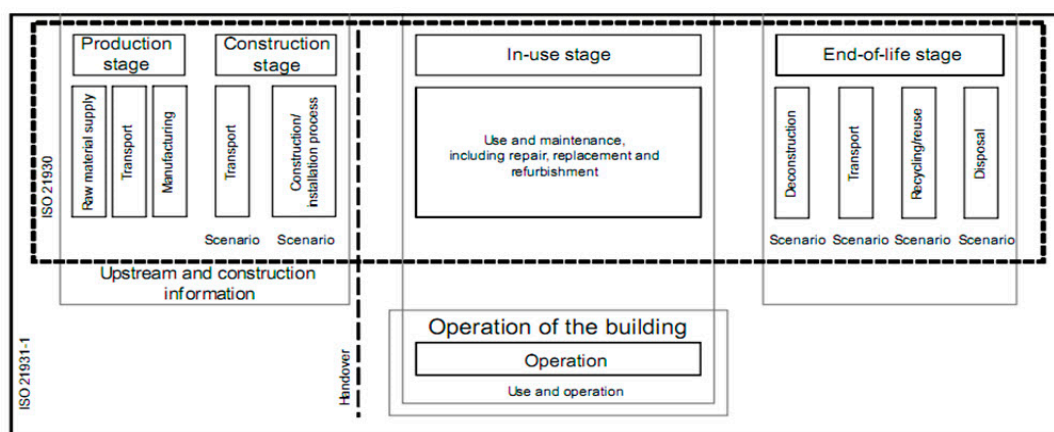 Production
stage
Construction
stage
In-use stage
End-of-life stage
ISO 21930
Raw material supply
Transport
Manufacturing
Transport
Construction/
installation process
Use and maintenance,
including repair, replacement and
refurbishment
Deconstruction
Transport
Recycling/reuse
Disposal
Scenario
Scenario
Scenario
Scenario
Scenario
Scenario
Upstream and construction
information
ISO 21931-1
Handover
Operation of the building
Operation
Use and operation